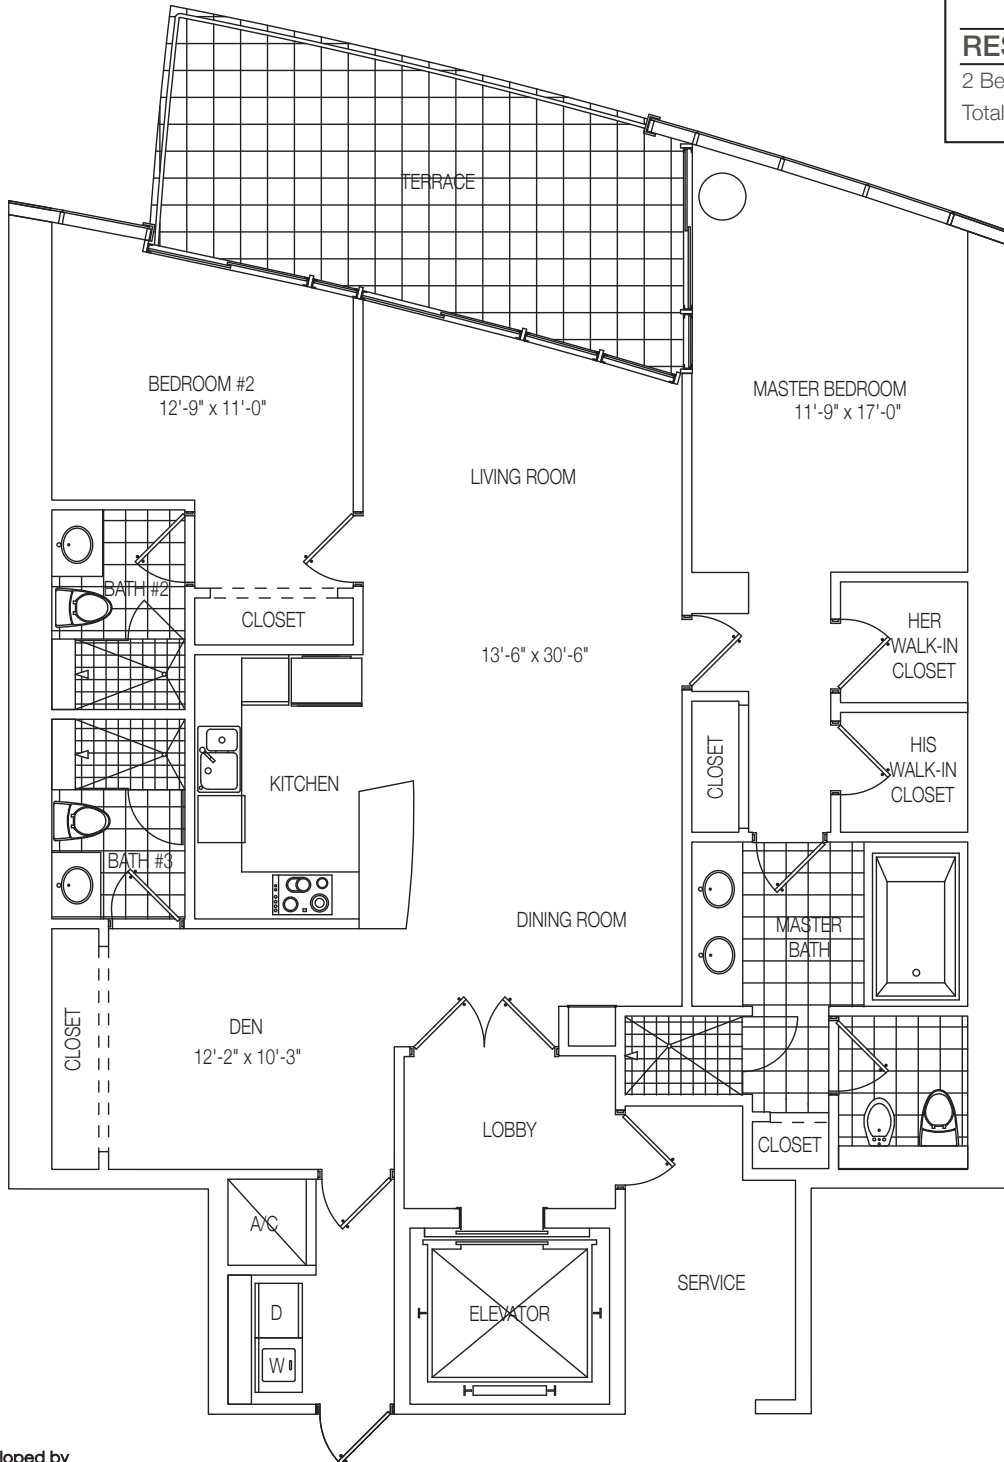 RES
2 Be
Total
TERRACE
BEDROOM #2
12'-9" x 11'-0"
MASTER BEDROOM
11'-9" x 17'-0"
LIVING ROOM
BATH #2
CLOSET
HER
WALK-IN
CLOSET
13'-6" x 30'-6"
HIS
WALK-IN
CLOSET
CLOSET
KITCHEN
BATH #3
DINING ROOM
MASTER
BATH
CLOSET
DEN
12'-2" x 10'-3"
LOBBY
CLOSET
A/C
SERVICE
D
ELEVATOR
W
loped by